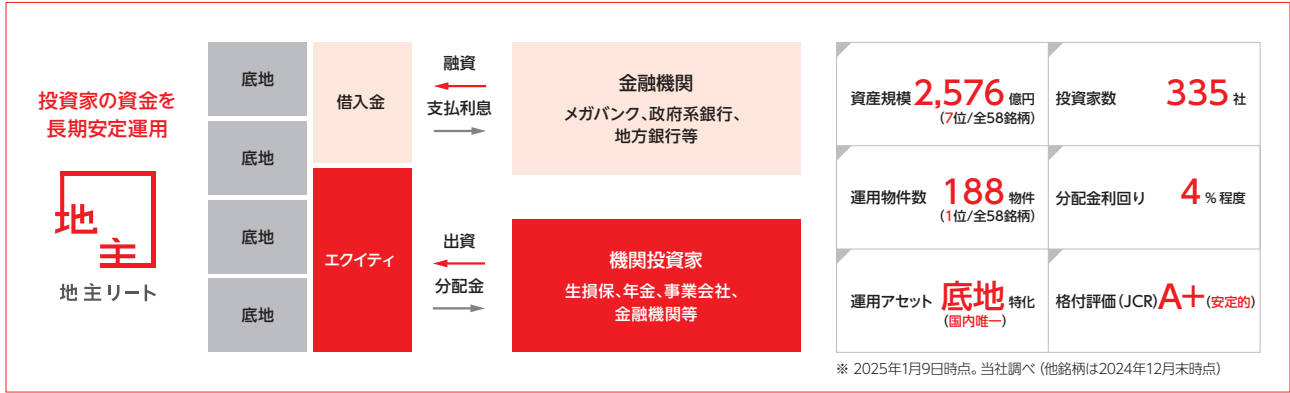 投資家の資金を
長期安定運用
地主
地主リート
底地
底地
底地
底地
借入金
エクイティ
融資
支払利息
出資
分配金
金融機関
メガバンク、政府系銀行、
地方銀行等
機関投資家
生損保、年金、事業会社、
金融機関等
資産規模 2,576 億円
(7位/全58銘柄)
投資家数 335 社
運用物件数 188 物件
(1位/全58銘柄)
分配金利回り 4 %程度
運用アセット 底地 特化
(国内唯一)
格付評価(JCR) A+ (安定的)
※ 2025年1月9日時点。当社調べ (他銘柄は2024年12月末時点)